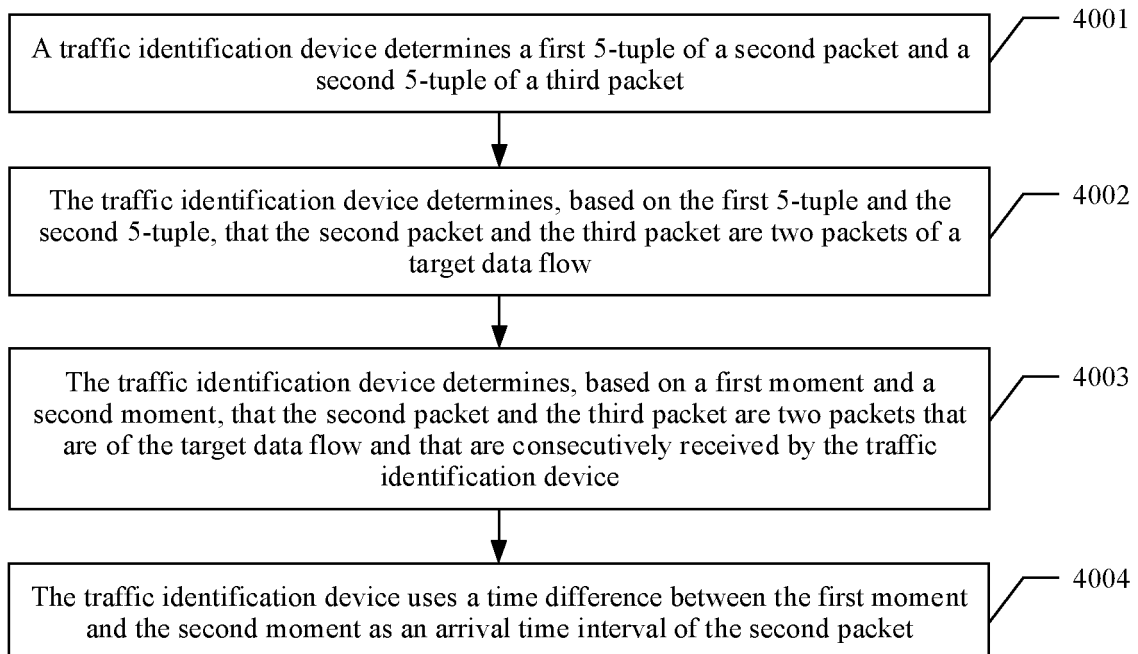 A traffic identification device determines a first 5-tuple of a second packet and a
second 5-tuple of a third packet
4001
The traffic identification device determines, based on the first 5-tuple and the
second 5-tuple, that the second packet and the third packet are two packets of a
target data flow
4002
The traffic identification device determines, based on a first moment and a
second moment, that the second packet and the third packet are two packets that
are of the target data flow and that are consecutively received by the traffic
identification device
4003
The traffic identification device uses a time difference between the first moment
and the second moment as an arrival time interval of the second packet
4004